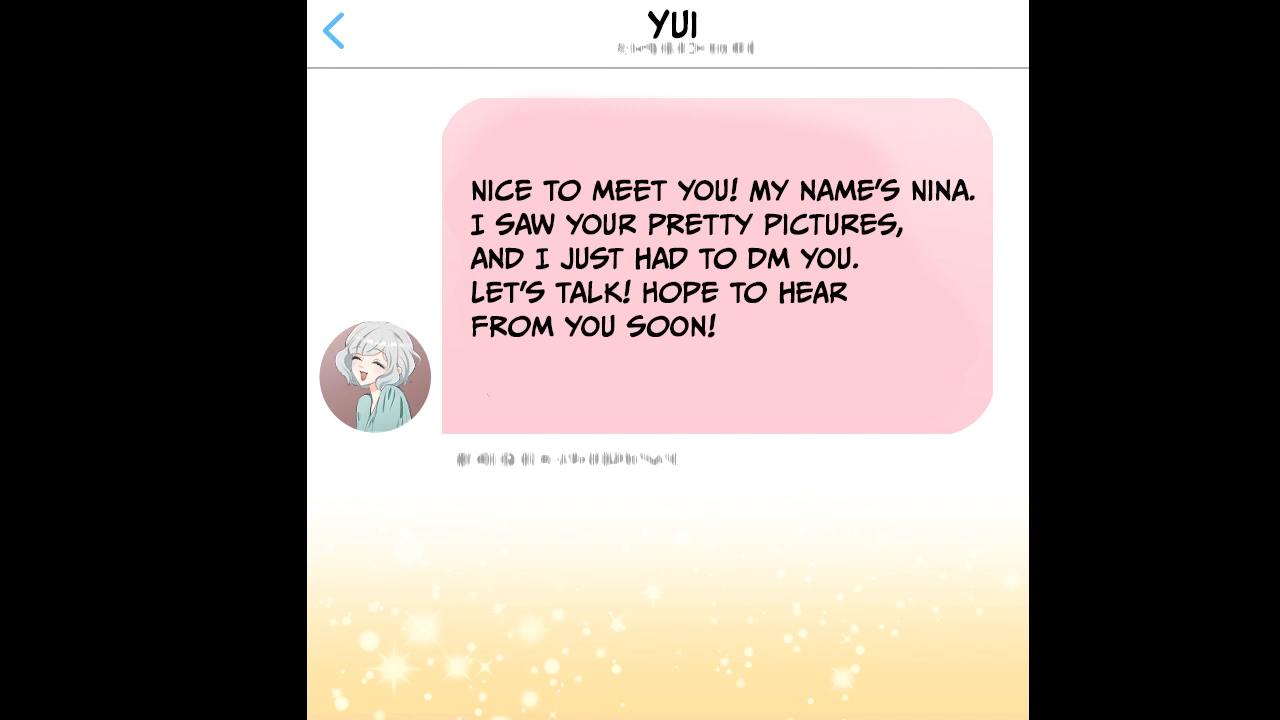 YUI
NICE TO MEET YOU! MY NAME'S NINA.
I SAW YOUR PRETTY PICTURES,
AND I JUST HAD TO DM YOU.
LET'S TALK! HOPE TO HEAR
FROM YOU SOON!